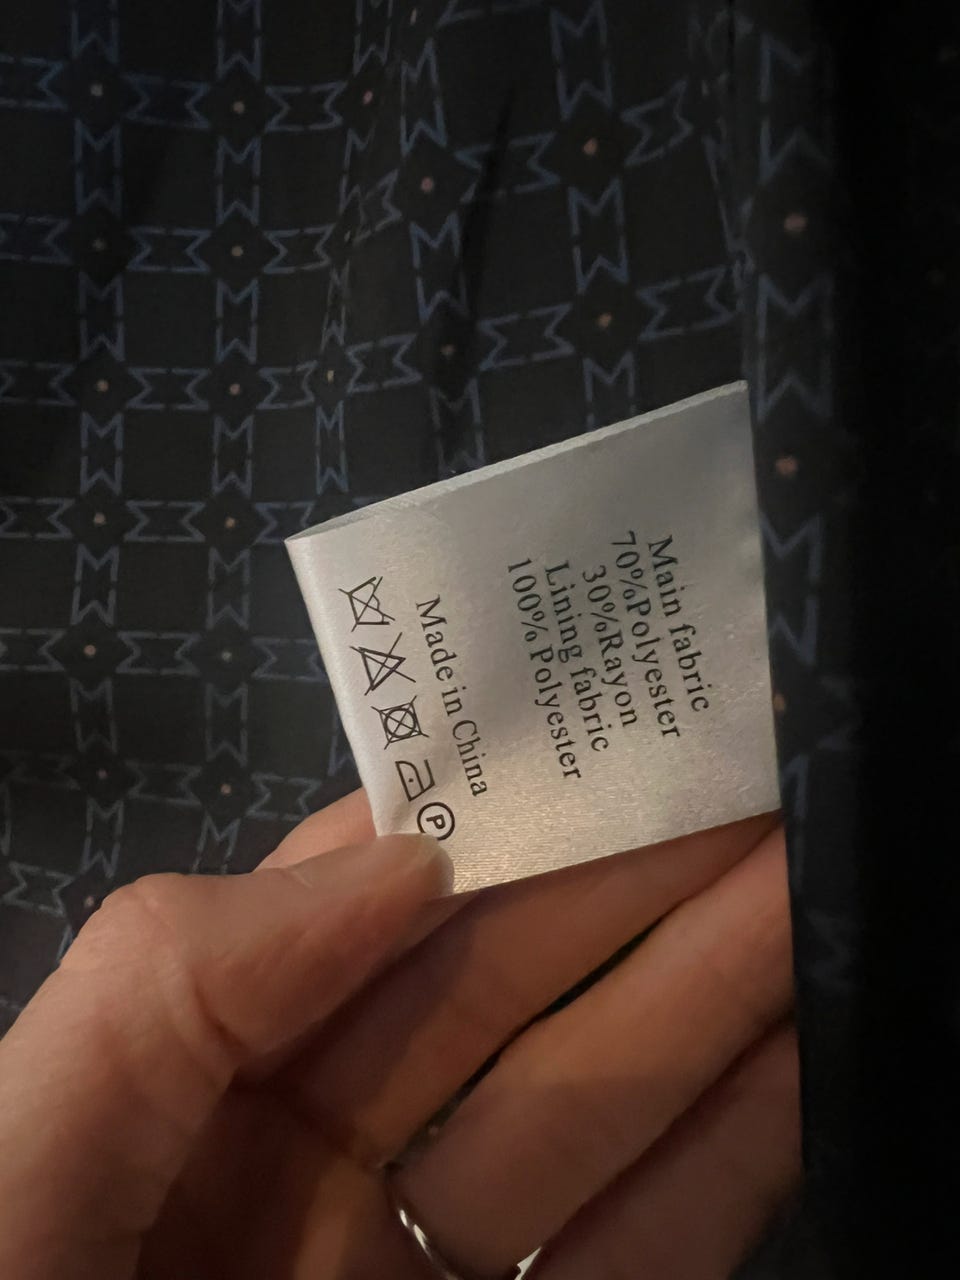 Main fabric
70%Polyester
30%Rayon
Lining fabric
100% Polyester
Made in China
P